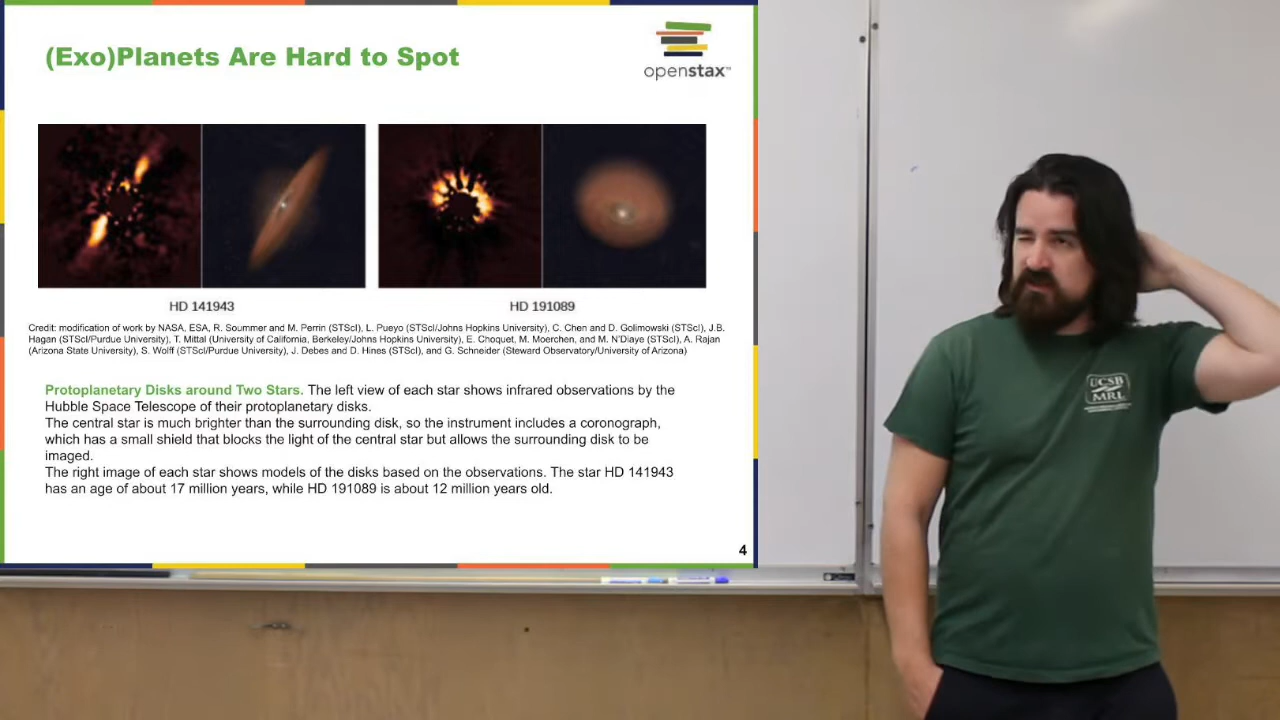 (Exo)Planets Are Hard to Spot
openstax™
HD 141943
HD 191089
Credit: modification of work by NASA, ESA, R. Soummer and M. Perrin (STScI), L. Pueyo (STScI/Johns Hopkins University), C. Chen and D. Golimowski (STScI), J.B.
Hagan (STScI/Purdue University), T. Mittal (University of California, Berkeley/Johns Hopkins University), E. Choquet, M. Moerchen, and M. N'Diaye (STScI), A. Rajan
(Arizona State University), S. Wolff (STScI/Purdue University), J. Debes and D. Hines (STScI), and G. Schneider (Steward Observatory/University of Arizona)
Protoplanetary Disks around Two Stars. The left view of each star shows infrared observations by the
Hubble Space Telescope of their protoplanetary disks.
The central star is much brighter than the surrounding disk, so the instrument includes a coronograph,
which has a small shield that blocks the light of the central star but allows the surrounding disk to be
imaged.
The right image of each star shows models of the disks based on the observations. The star HD 141943
has an age of about 17 million years, while HD 191089 is about 12 million years old.
4
UCSB
MRL